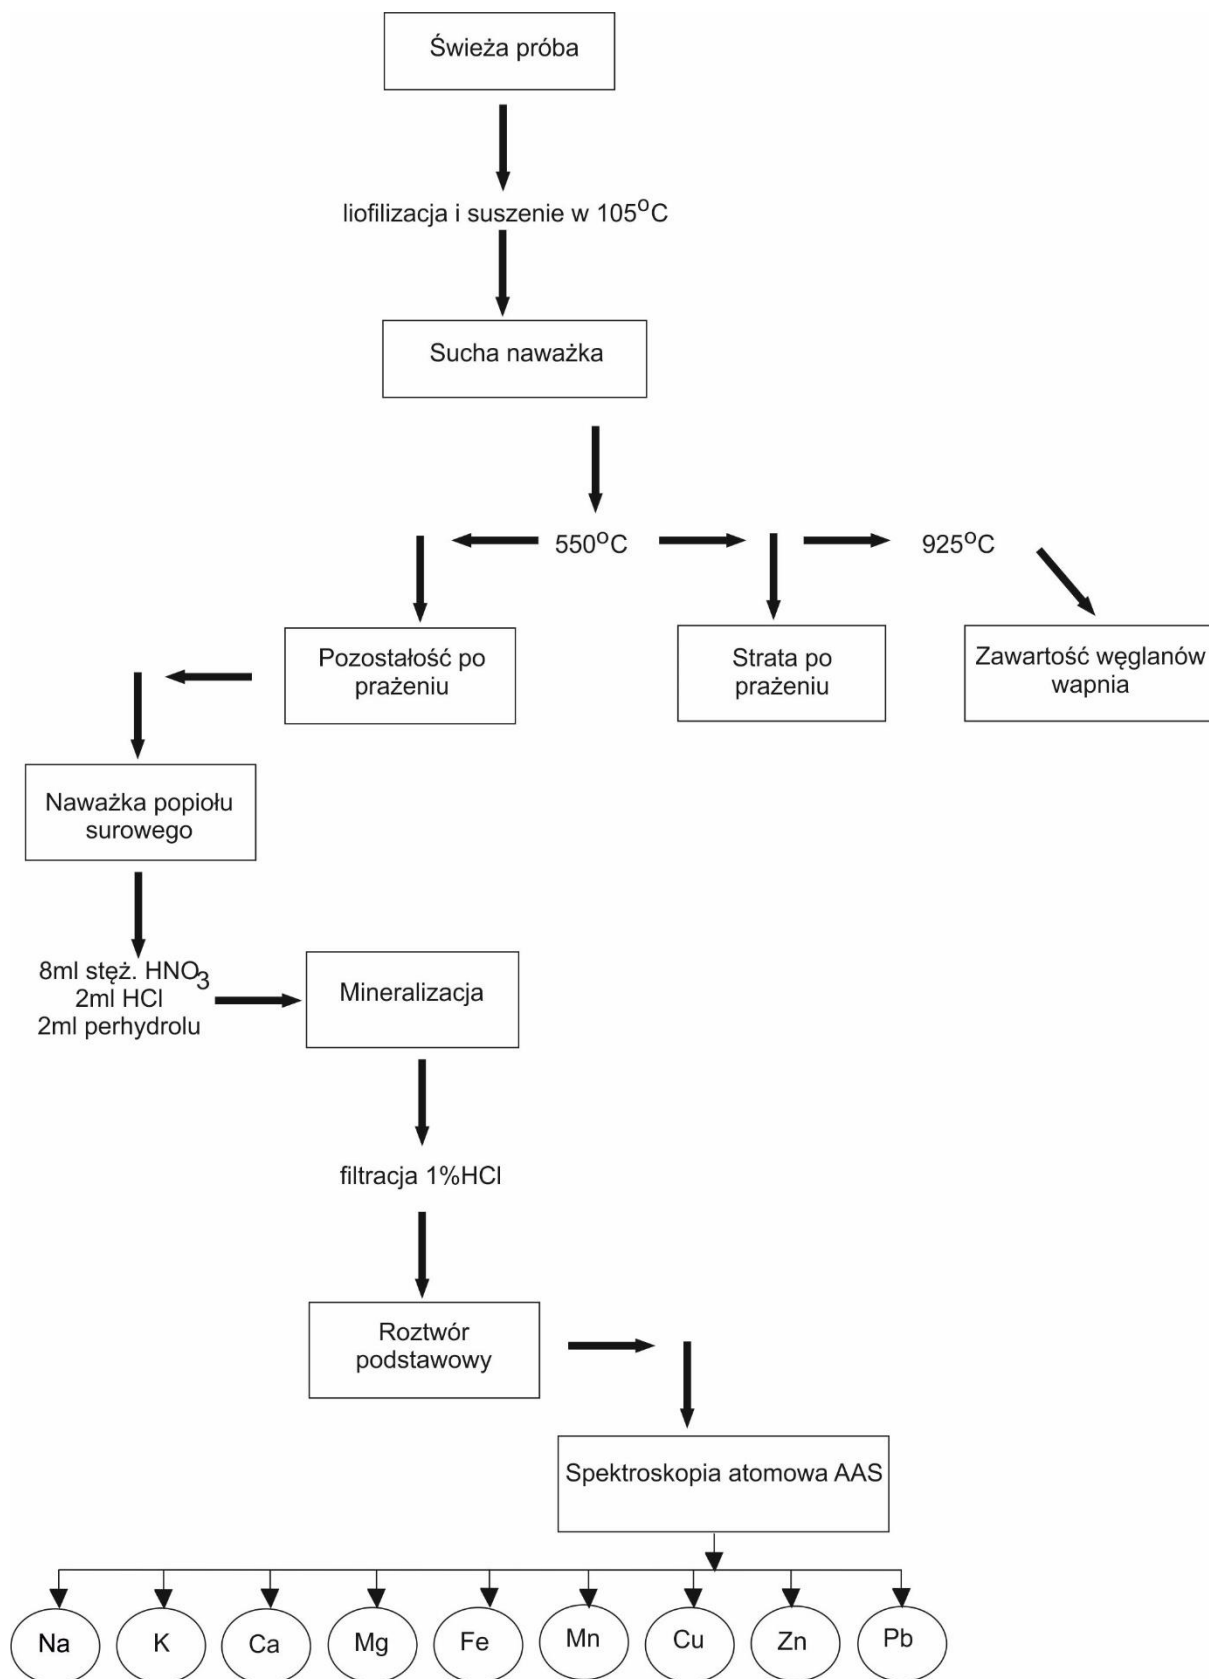 Świeża próba
liofilizacja i suszenie w 105°C
Sucha naważka
550°C
925°C
Pozostałość po
prażeniu
Strata po
prażeniu
Zawartość węglanów
wapnia
Naważka popiołu
surowego
8ml stęż. HNO₃
2ml HCl
2ml perhydrolu
Mineralizacja
filtracja 1%HCl
Roztwór
podstawowy
Spektroskopia atomowa AAS
Na K Ca Mg Fe Mn Cu Zn Pb